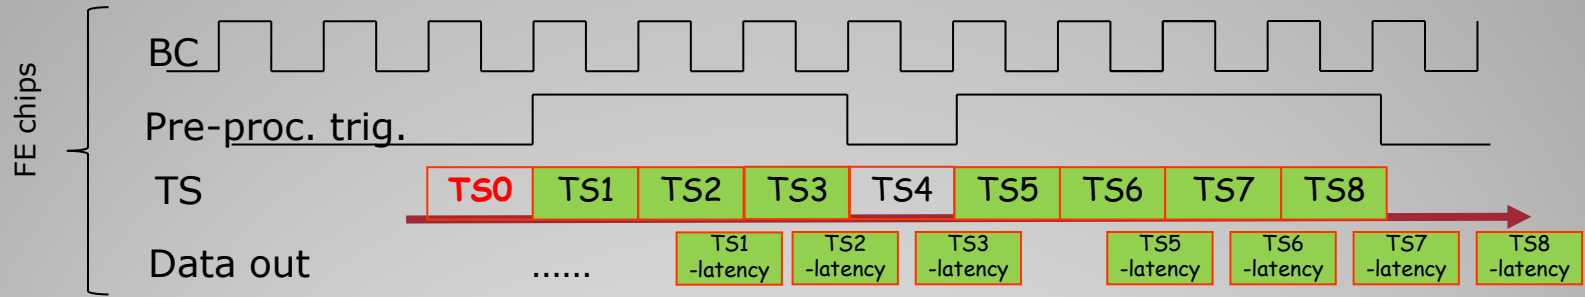 FE chips
BC
Pre-proc. trig.
TS
TS0 TS1 TS2 TS3 TS4 TS5 TS6 TS7 TS8
Data out
......
TS1
-latency
TS2
-latency
TS3
-latency
TS5
-latency
TS6
-latency
TS7
-latency
TS8
-latency